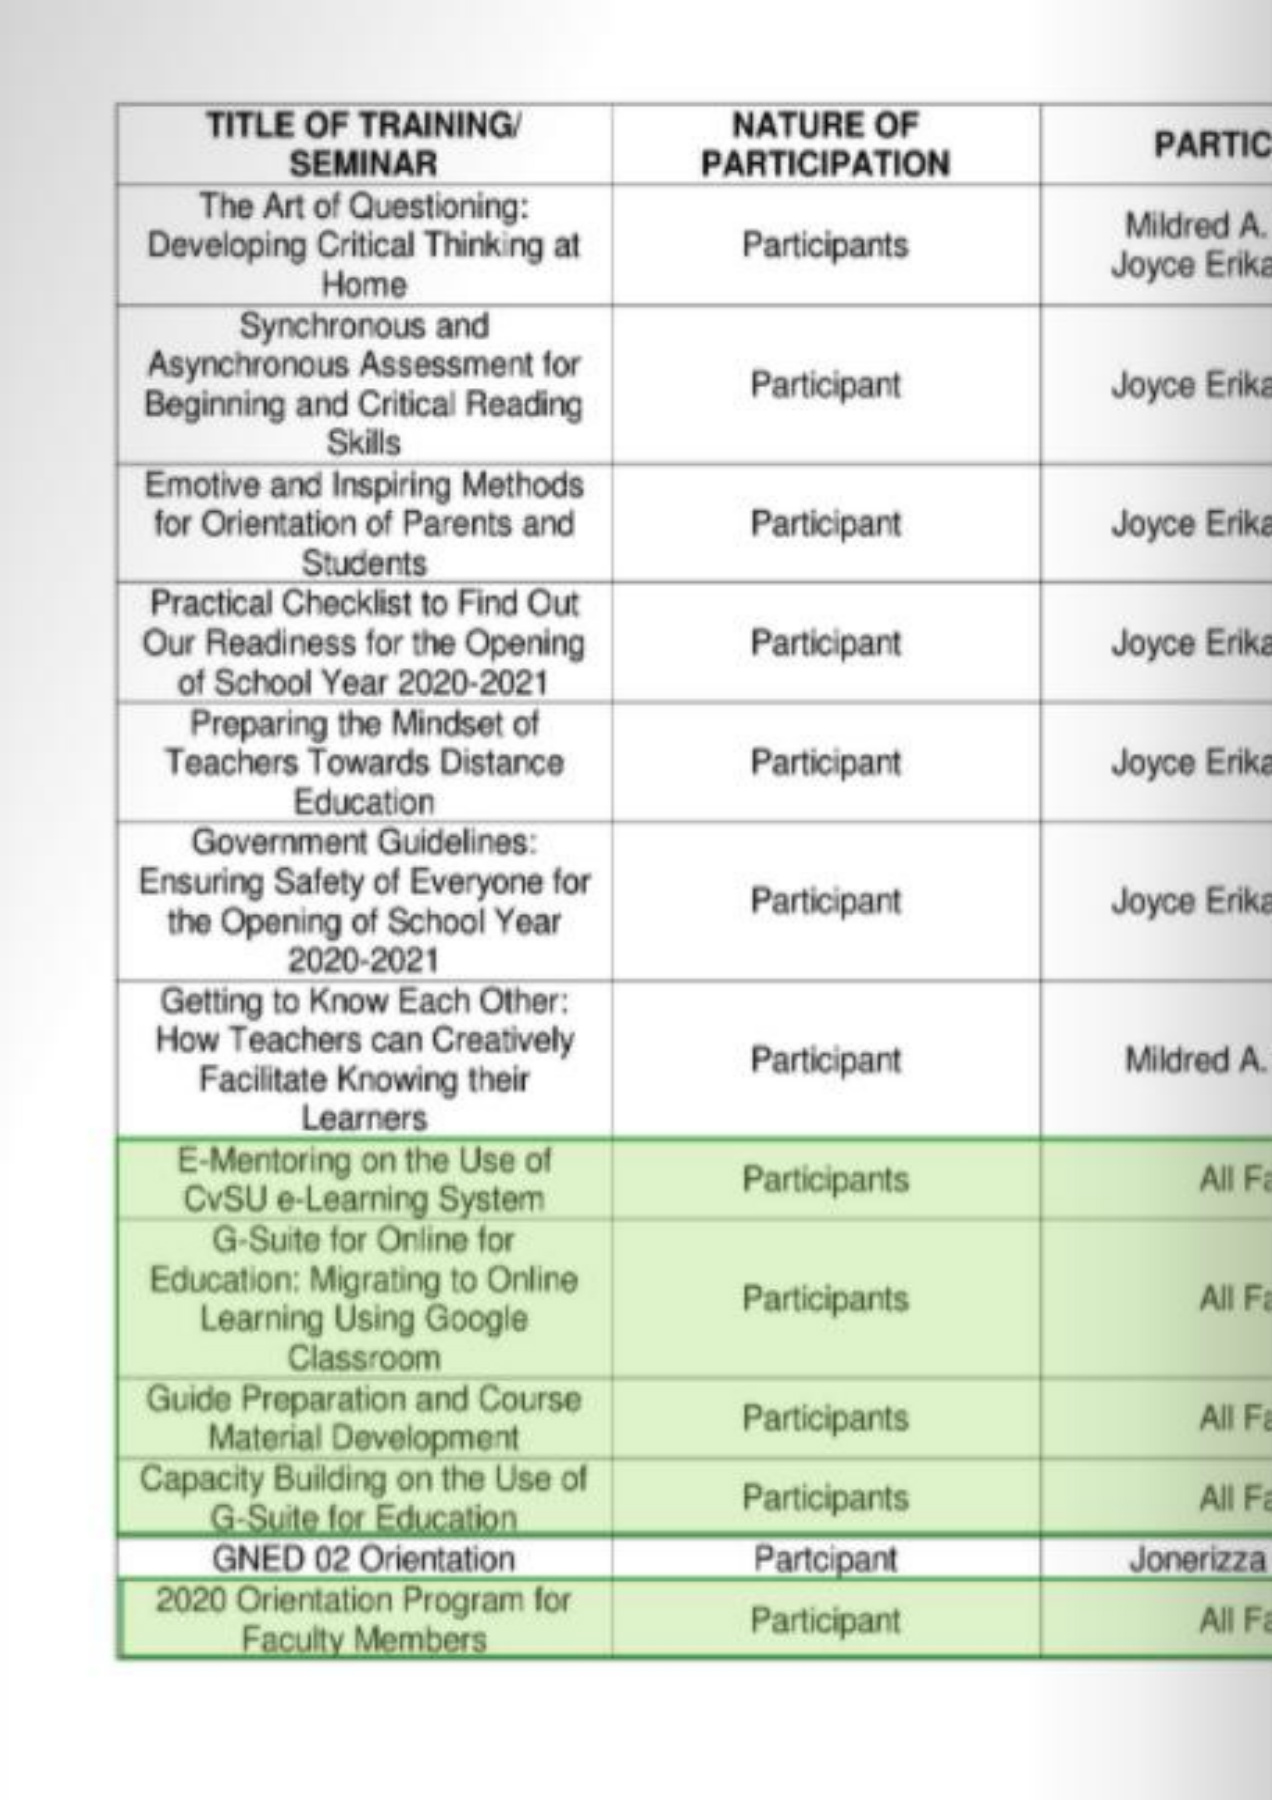 TITLE OF TRAINING/
SEMINAR
NATURE OF
PARTICIPATION
PARTIC
The Art of Questioning:
Developing Critical Thinking at
Home
Participants
Mildred A.
Joyce Erika
Synchronous and
Asynchronous Assessment for
Beginning and Critical Reading
Skills
Participant
Joyce Erika
Emotive and Inspiring Methods
for Orientation of Parents and
Students
Participant
Joyce Erika
Practical Checklist to Find Out
Our Readiness for the Opening
of School Year 2020-2021
Participant
Joyce Erika
Preparing the Mindset of
Teachers Towards Distance
Education
Participant
Joyce Erika
Government Guidelines:
Ensuring Safety of Everyone for
the Opening of School Year
2020-2021
Participant
Joyce Erika
Getting to Know Each Other:
How Teachers can Creatively
Facilitate Knowing their
Learners
Participant
Mildred A.
E-Mentoring on the Use of
CvSU e-Learning System
Participants
All Fa
G-Suite for Online for
Education: Migrating to Online
Learning Using Google
Classroom
Participants
All Fa
Guide Preparation and Course
Material Development
Participants
All Fa
Capacity Building on the Use of
G-Suite for Education
Participants
All Fa
GNED 02 Orientation
Partcipant
Jonerizza
2020 Orientation Program for
Faculty Members
Participant
All Fa